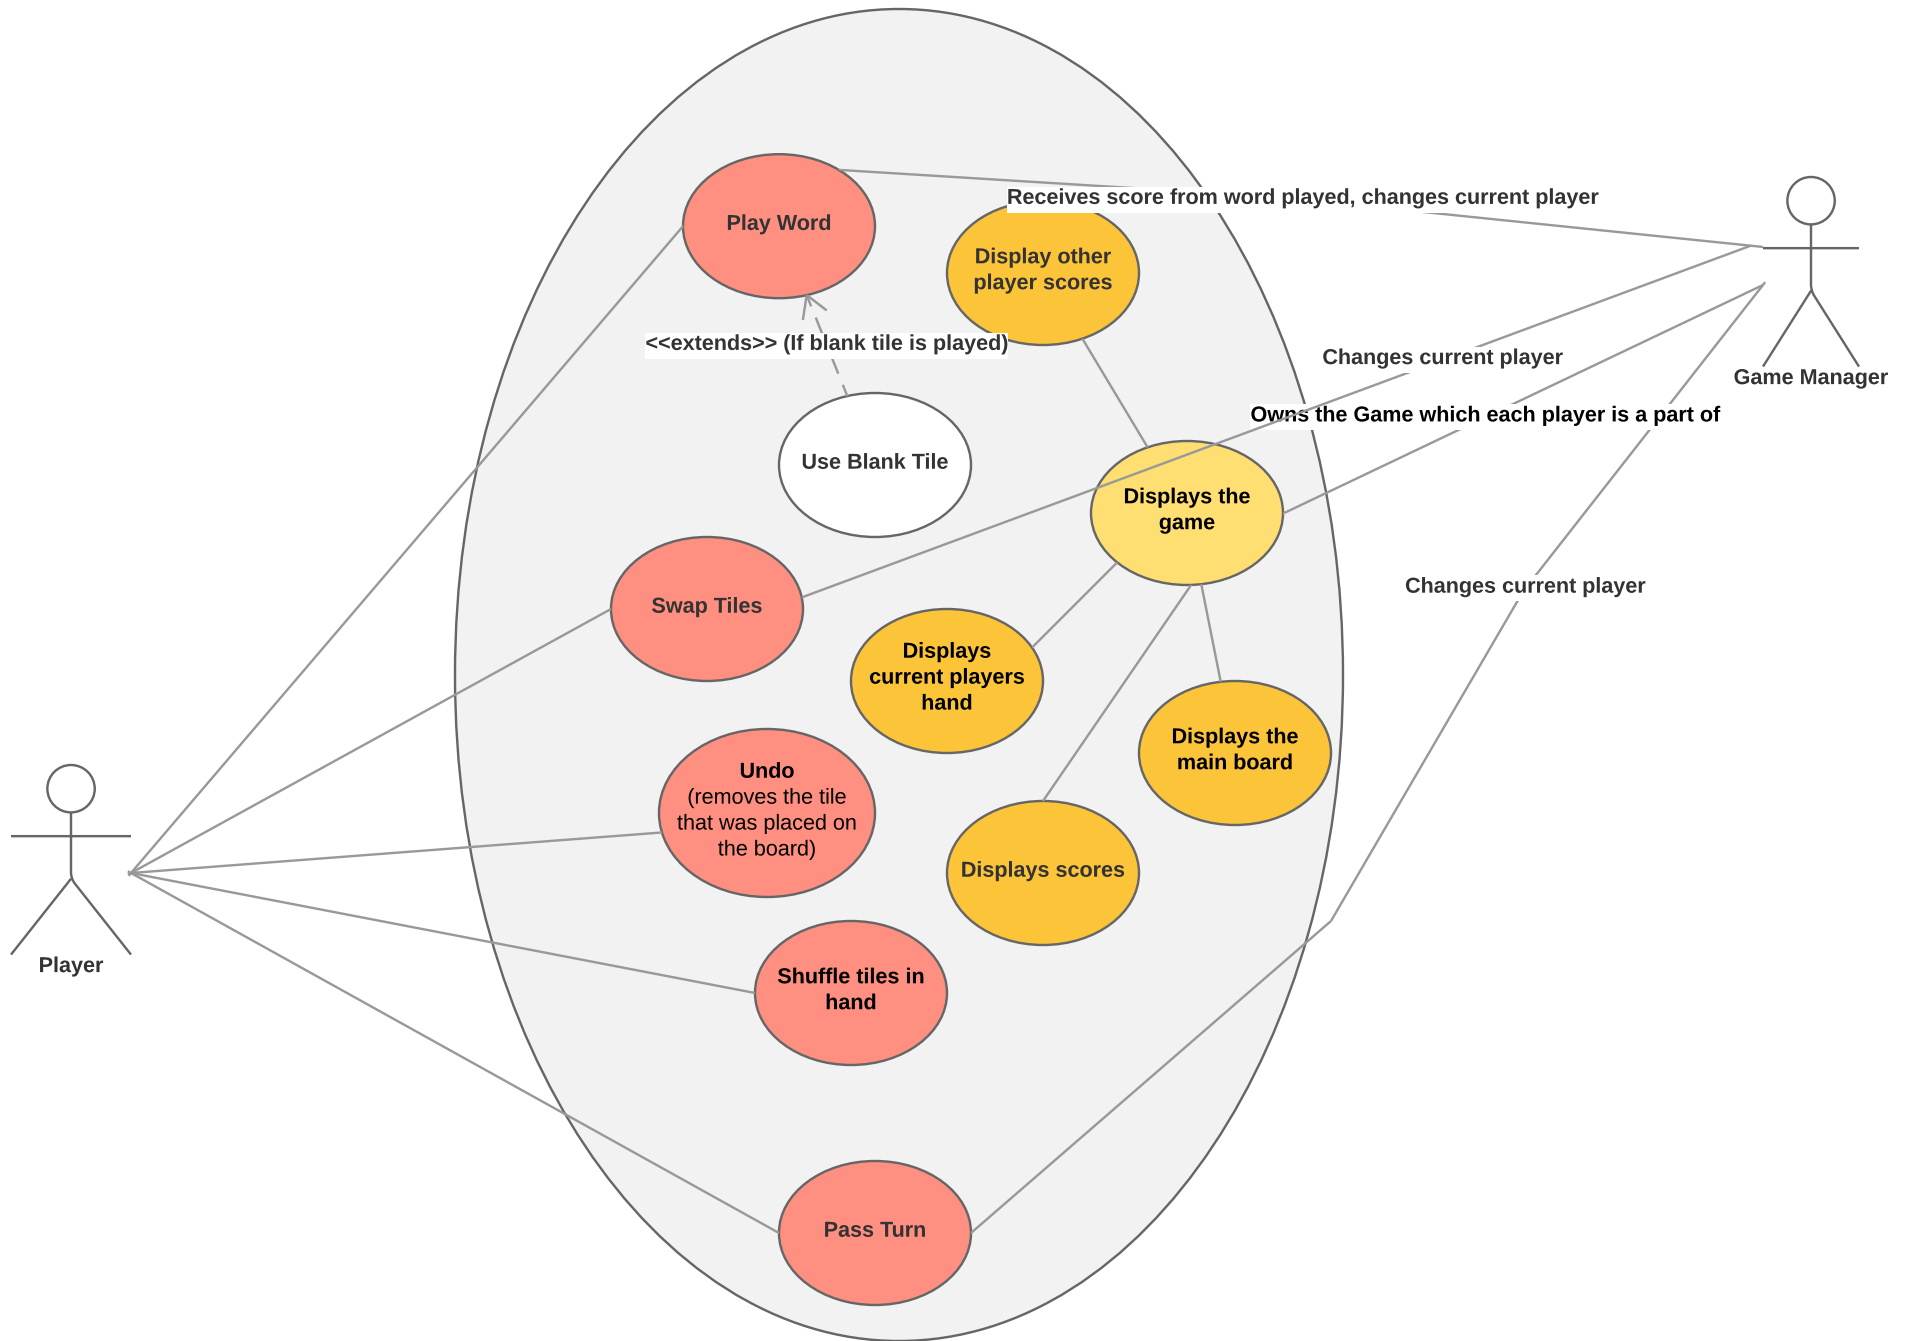 Receives score from word played, changes current player
Play Word
Display other
player scores
<<extends>> (If blank tile is played)
Changes current player
Game Manager
Owns the Game which each player is a part of
Use Blank Tile
Displays the
game
Changes current player
Swap Tiles
Displays
current players
hand
Displays the
main board
Undo
(removes the tile
that was placed on
the board)
Displays scores
Player
Shuffle tiles in
hand
Pass Turn